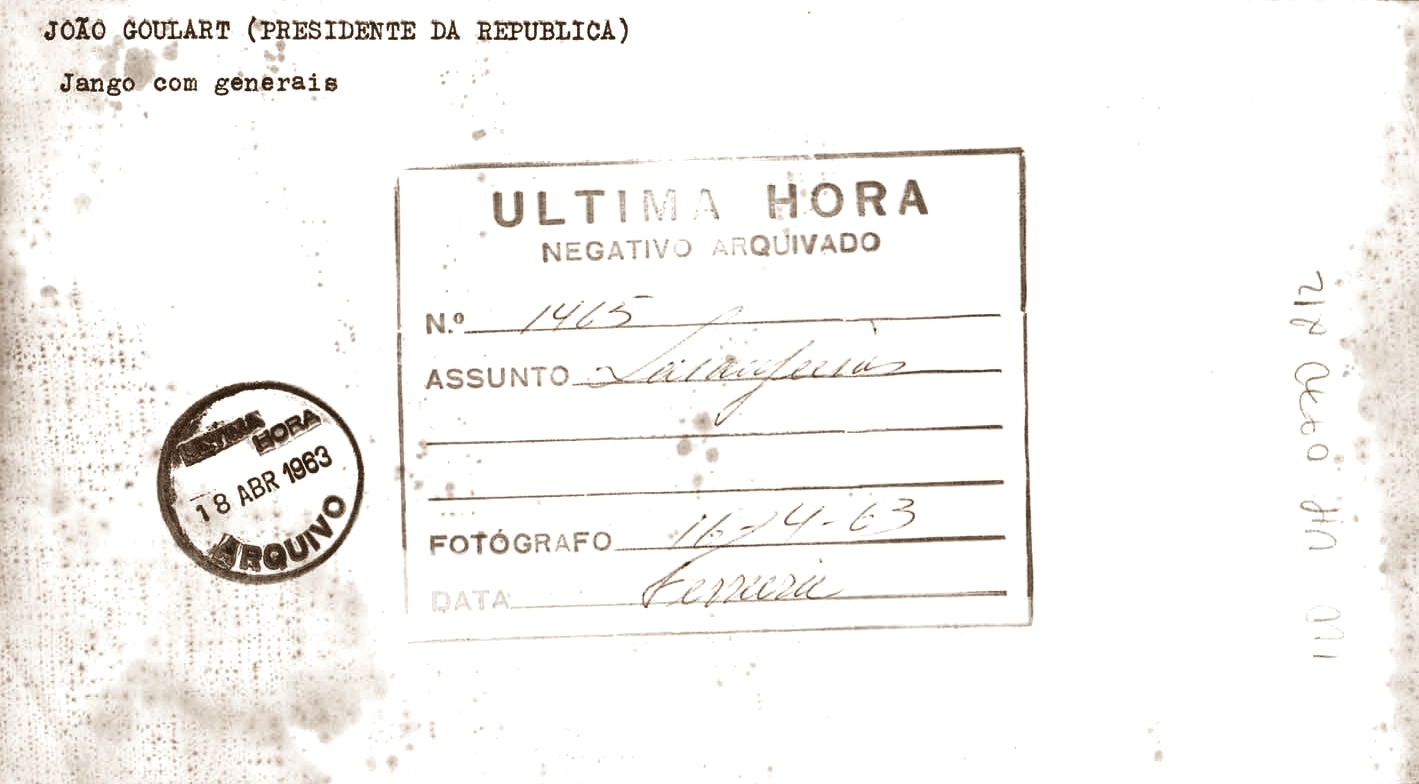 JOÃO GOULART (PRESIDENTE DA REPUBLICA)
Jango com generais
ULTIMA HORA
NEGATIVO ARQUIVADO
N.º 1465
ASSUNTO Laranjeiras
FOTÓGRAFO 16-4-63
DATA Ferreira
ULTIMA HORA
18 ABR 1963
ARQUIVO